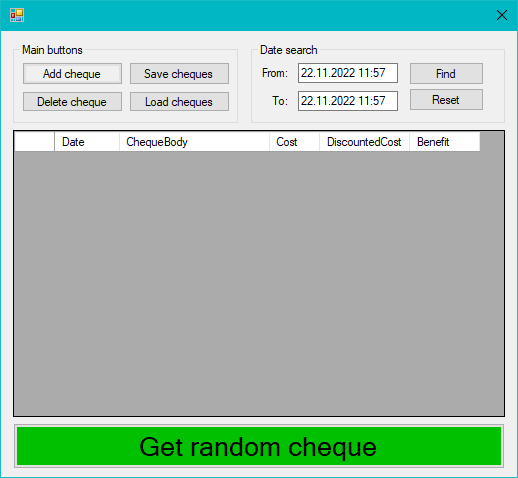 Main buttons
Add cheque
Save cheques
Delete cheque
Load cheques
Date search
From: 22.11.2022 11:57 Find
To: 22.11.2022 11:57 Reset
Date ChequeBody Cost DiscountedCost Benefit
Get random cheque